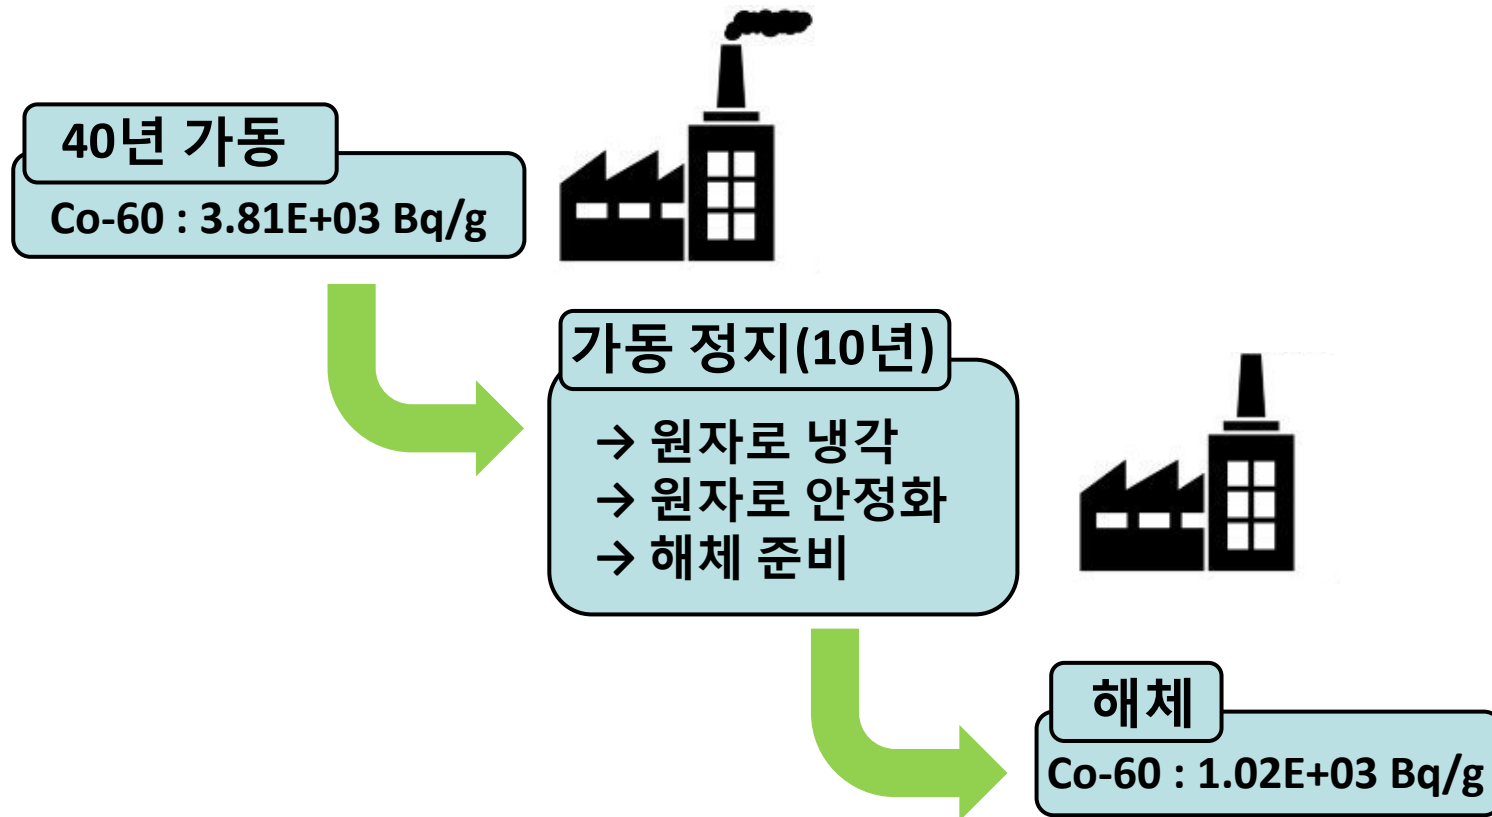 40년 가동
Co-60 : 3.81E+03 Bq/g
가동 정지(10년)
→ 원자로 냉각
→ 원자로 안정화
→ 해체 준비
해체
Co-60 : 1.02E+03 Bq/g